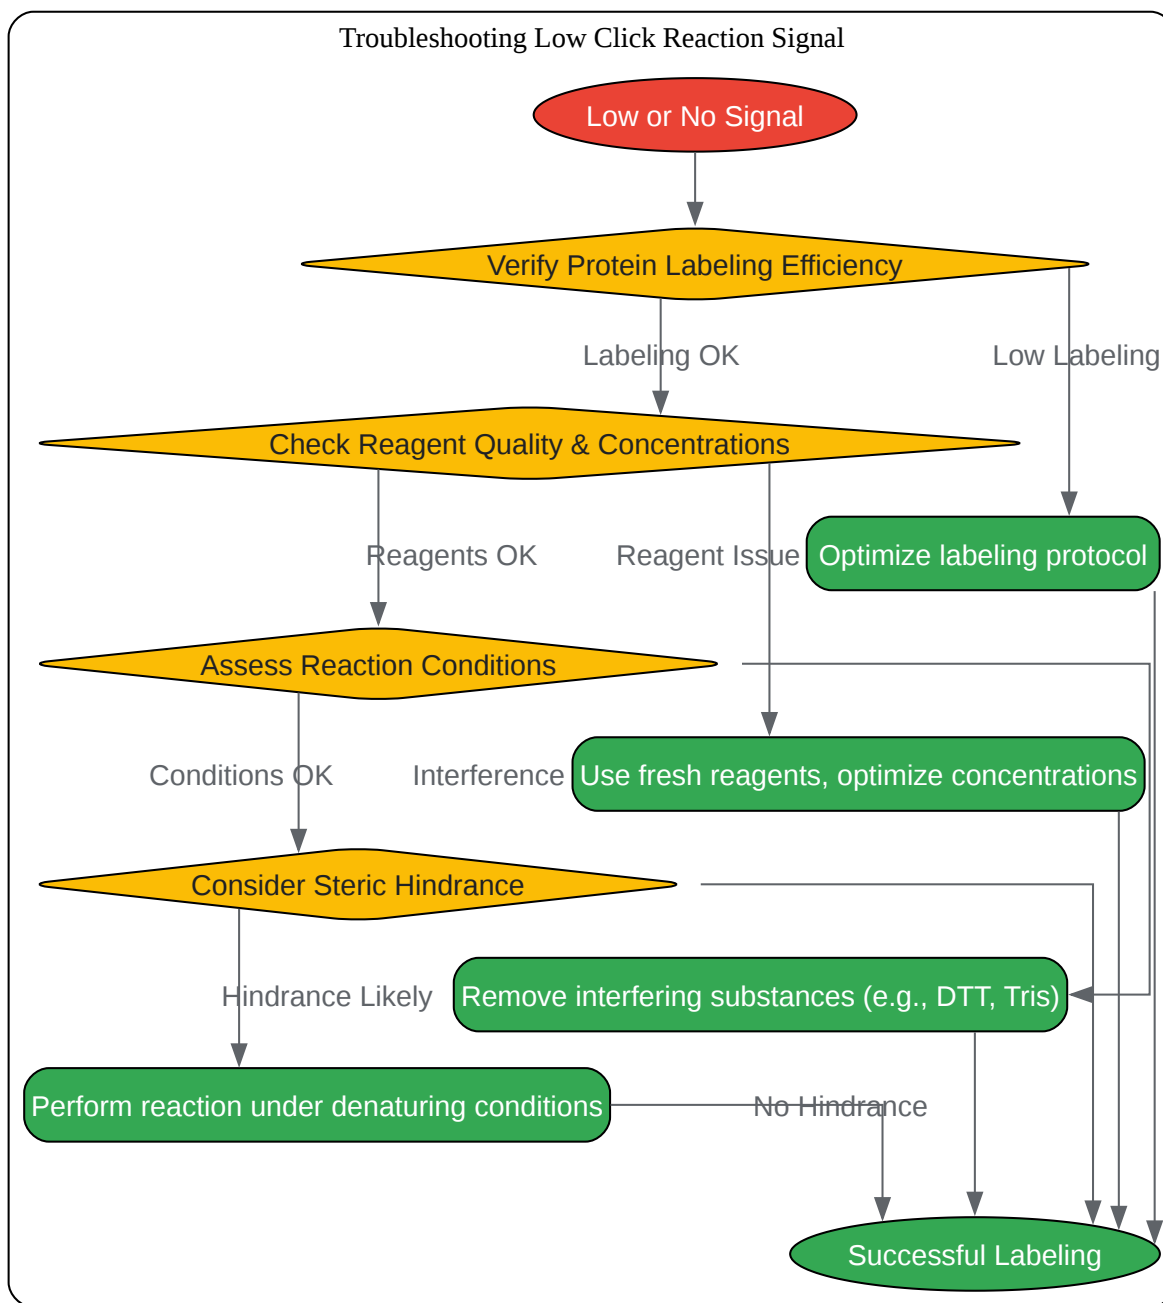 Troubleshooting Low Click Reaction Signal
Low or No Signal
Verify Protein Labeling Efficiency
Labeling OK
Low Labeling
Check Reagent Quality & Concentrations
Reagents OK
Reagent Issue
Optimize labeling protocol
Assess Reaction Conditions
Conditions OK
Interference
Use fresh reagents, optimize concentrations
Consider Steric Hindrance
Hindrance Likely
Remove interfering substances (e.g., DTT, Tris)
Perform reaction under denaturing conditions
No Hindrance
Successful Labeling